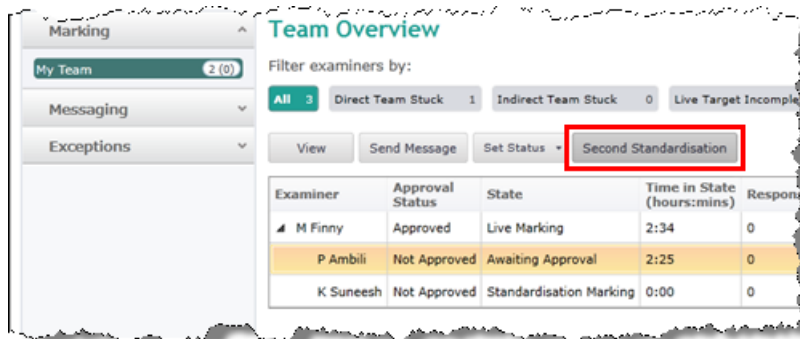 Marking
My Team 2 (0)
Messaging
Exceptions
Team Overview
Filter examiners by:
All 3 Direct Team Stuck 1 Indirect Team Stuck 0 Live Target
View Send Message Set Status Second Standardisation
Examiner Approval Status State Time in State (hours:mins)
M Finny Approved Live Marking 2:34 0
P Ambili Not Approved Awaiting Approval 2:25 0
K Suneesh Not Approved Standardisation Marking 0:00 0